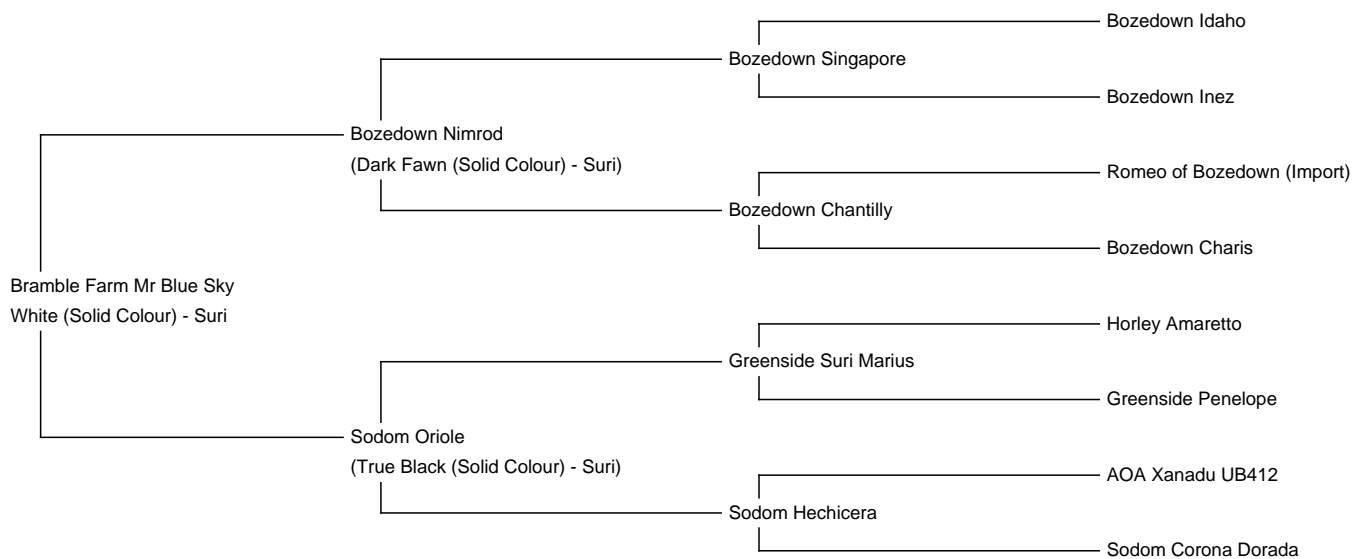 Bozedown Idaho
Bozedown Singapore
Bozedown Inez
Bozedown Nimrod
(Dark Fawn (Solid Colour) - Suri)
Romeo of Bozedown (Import)
Bozedown Chantilly
Bozedown Charis
Bramble Farm Mr Blue Sky
White (Solid Colour) - Suri
Horley Amaretto
Greenside Suri Marius
Greenside Penelope
Sodom Oriole
(True Black (Solid Colour) - Suri)
AOA Xanadu UB412
Sodom Hechicera
Sodom Corona Dorada